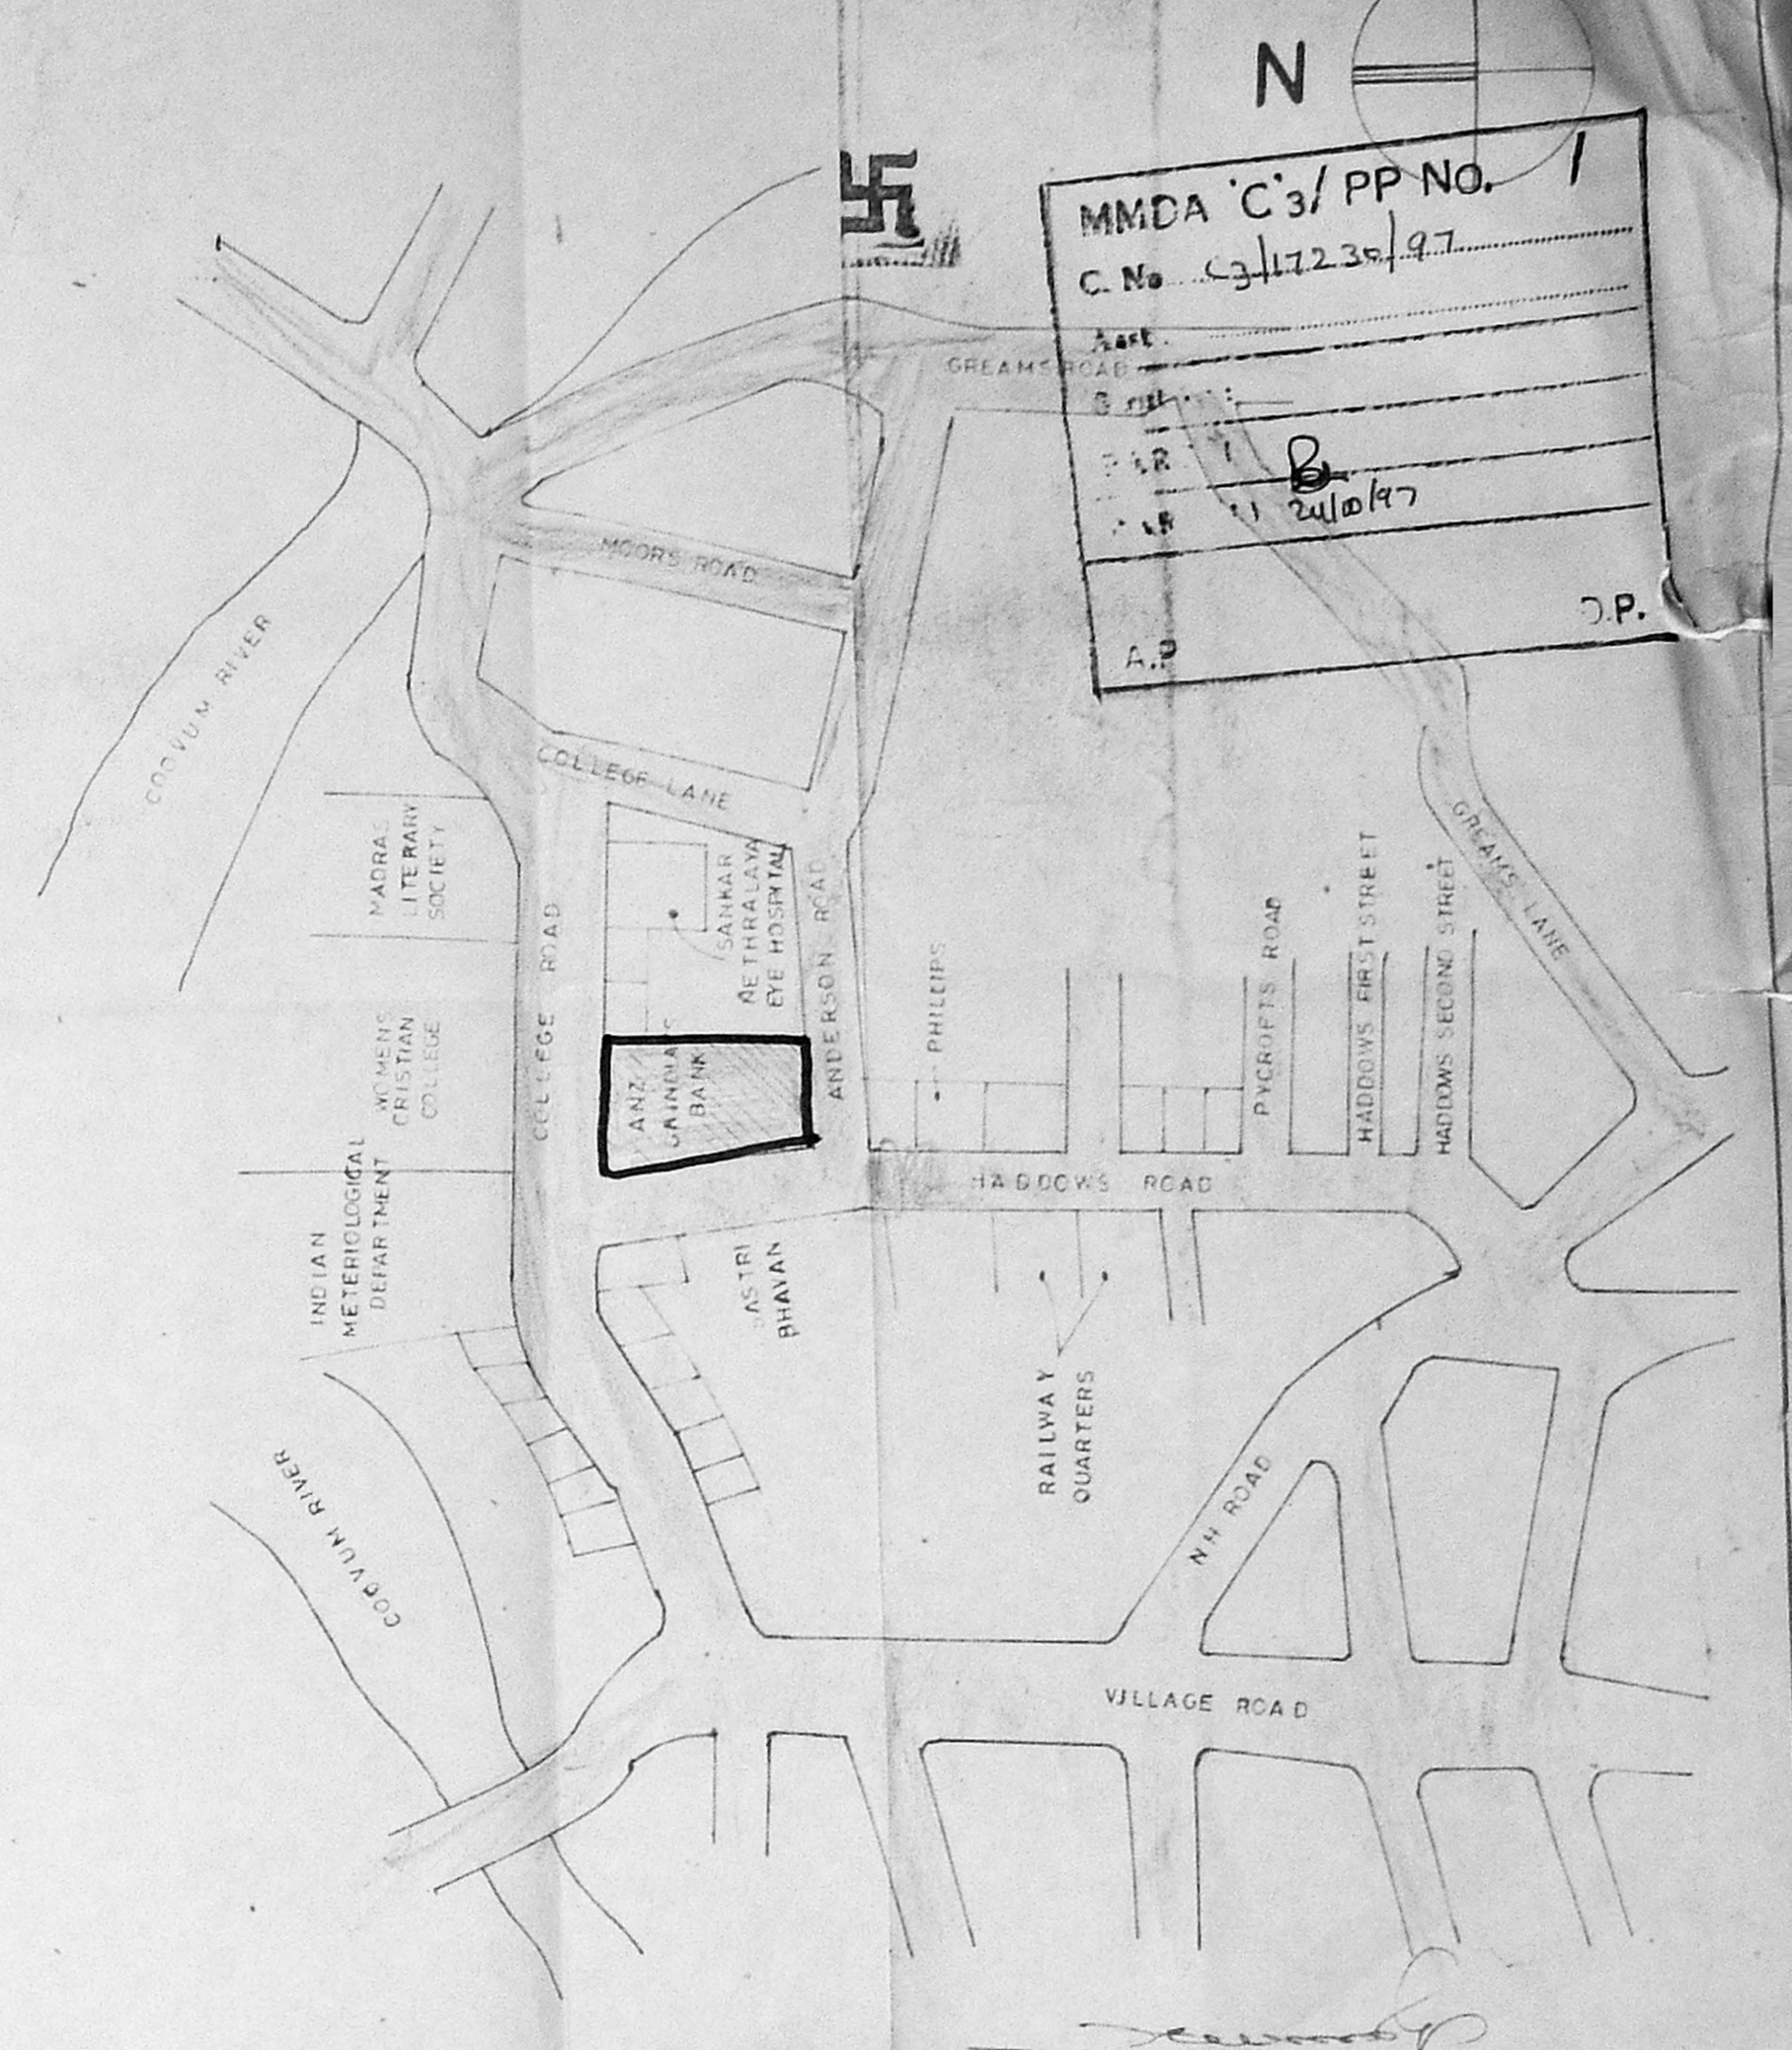 N
MMDA 'C'3/ PP NO. 1
C. No C3/17230/97
Asst.
GREAMS ROAD
24/10/97
A.P
MOORS ROAD
COOVUM RIVER
COLLEGE LANE
MADRAS
LITERARY
SOCIETY
COLLEGE ROAD
SANKAR
NETHRALAYA
EYE HOSPITAL
ANDERSON ROAD
PHILLIPS
PYCROFTS ROAD
HADDOWS FIRST STREET
HADDOWS SECOND STREET
GREAMS LANE
WOMENS
CRISTIAN
COLLEGE
ANZ
BANK
HADDOWS ROAD
INDIAN
METERIOLOGICAL
DEPARTMENT
SASTRI
BHAVAN
RAILWAY
QUARTERS
COOVUM RIVER
NH ROAD
VILLAGE ROAD